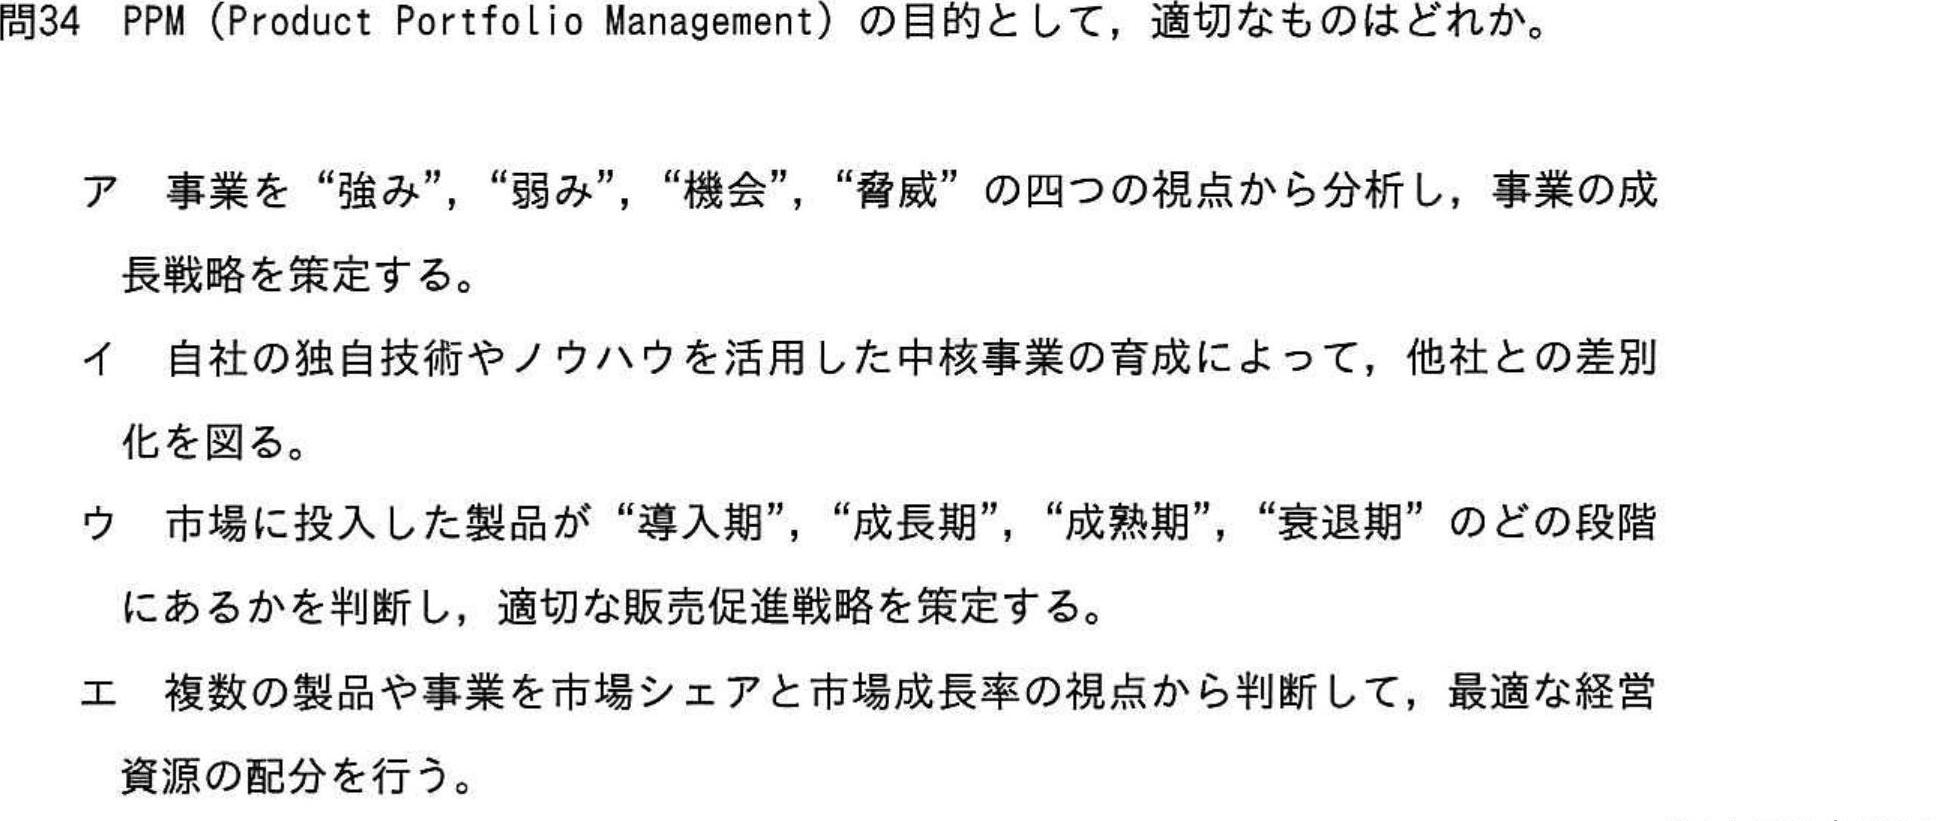 問34 PPM (Product Portfolio Management) の目的として，適切なものはどれか。
ア 事業を “強み”，“弱み”，“機会”，“脅威” の四つの視点から分析し，事業の成
長戦略を策定する。
イ 自社の独自技術やノウハウを活用した中核事業の育成によって，他社との差別
化を図る。
ウ 市場に投入した製品が “導入期”，“成長期”，“成熟期”，“衰退期” のどの段階
にあるかを判断し，適切な販売促進戦略を策定する。
エ 複数の製品や事業を市場シェアと市場成長率の視点から判断して，最適な経営
資源の配分を行う。